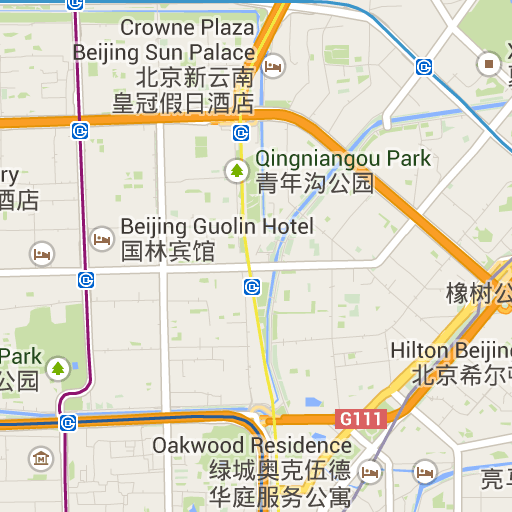 Crowne Plaza
Beijing Sun Palace
北京新云南
皇冠假日酒店
Qingniangou Park
青年沟公园
ry
酒店
Beijing Guolin Hotel
国林宾馆
橡树公
Park
公园
Hilton Beijing
北京希尔顿
G111
Oakwood Residence
绿城奥克伍德
华庭服务公寓
亮马